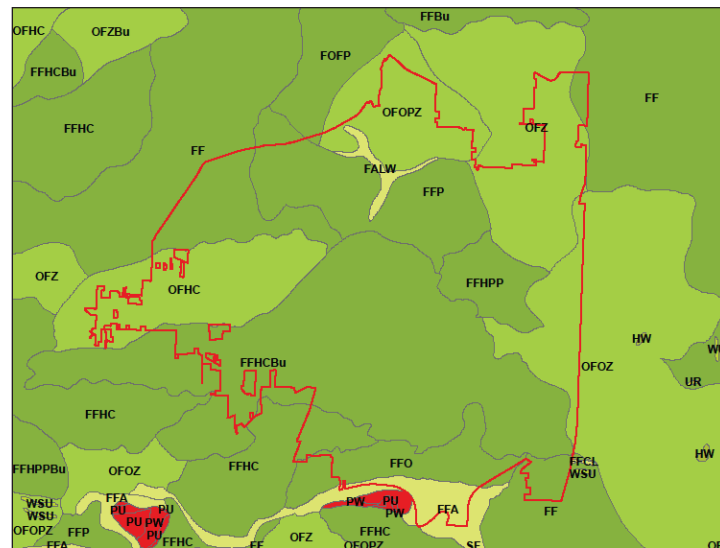 FFBu
OFHC
OFZBu
FOFP
FFHCBu
FF
OFOPZ
FFHC
OFZ
FF
FALW
FFP
OFZ
FFHPP
OFHC
HW
FFHCBu
OFOZ
UR
FFHC
HW
FFHPPBu
OFOZ
FFHC
FFO
FFCL
WSU
WSU
FFA
PW
PU
WSU
PU
PU
FFA
FF
PU
PW
PW
OFOPZ
FFP
PU
OFZ
FFHC
FFA
FFHC
FF
OFOPZ
SF